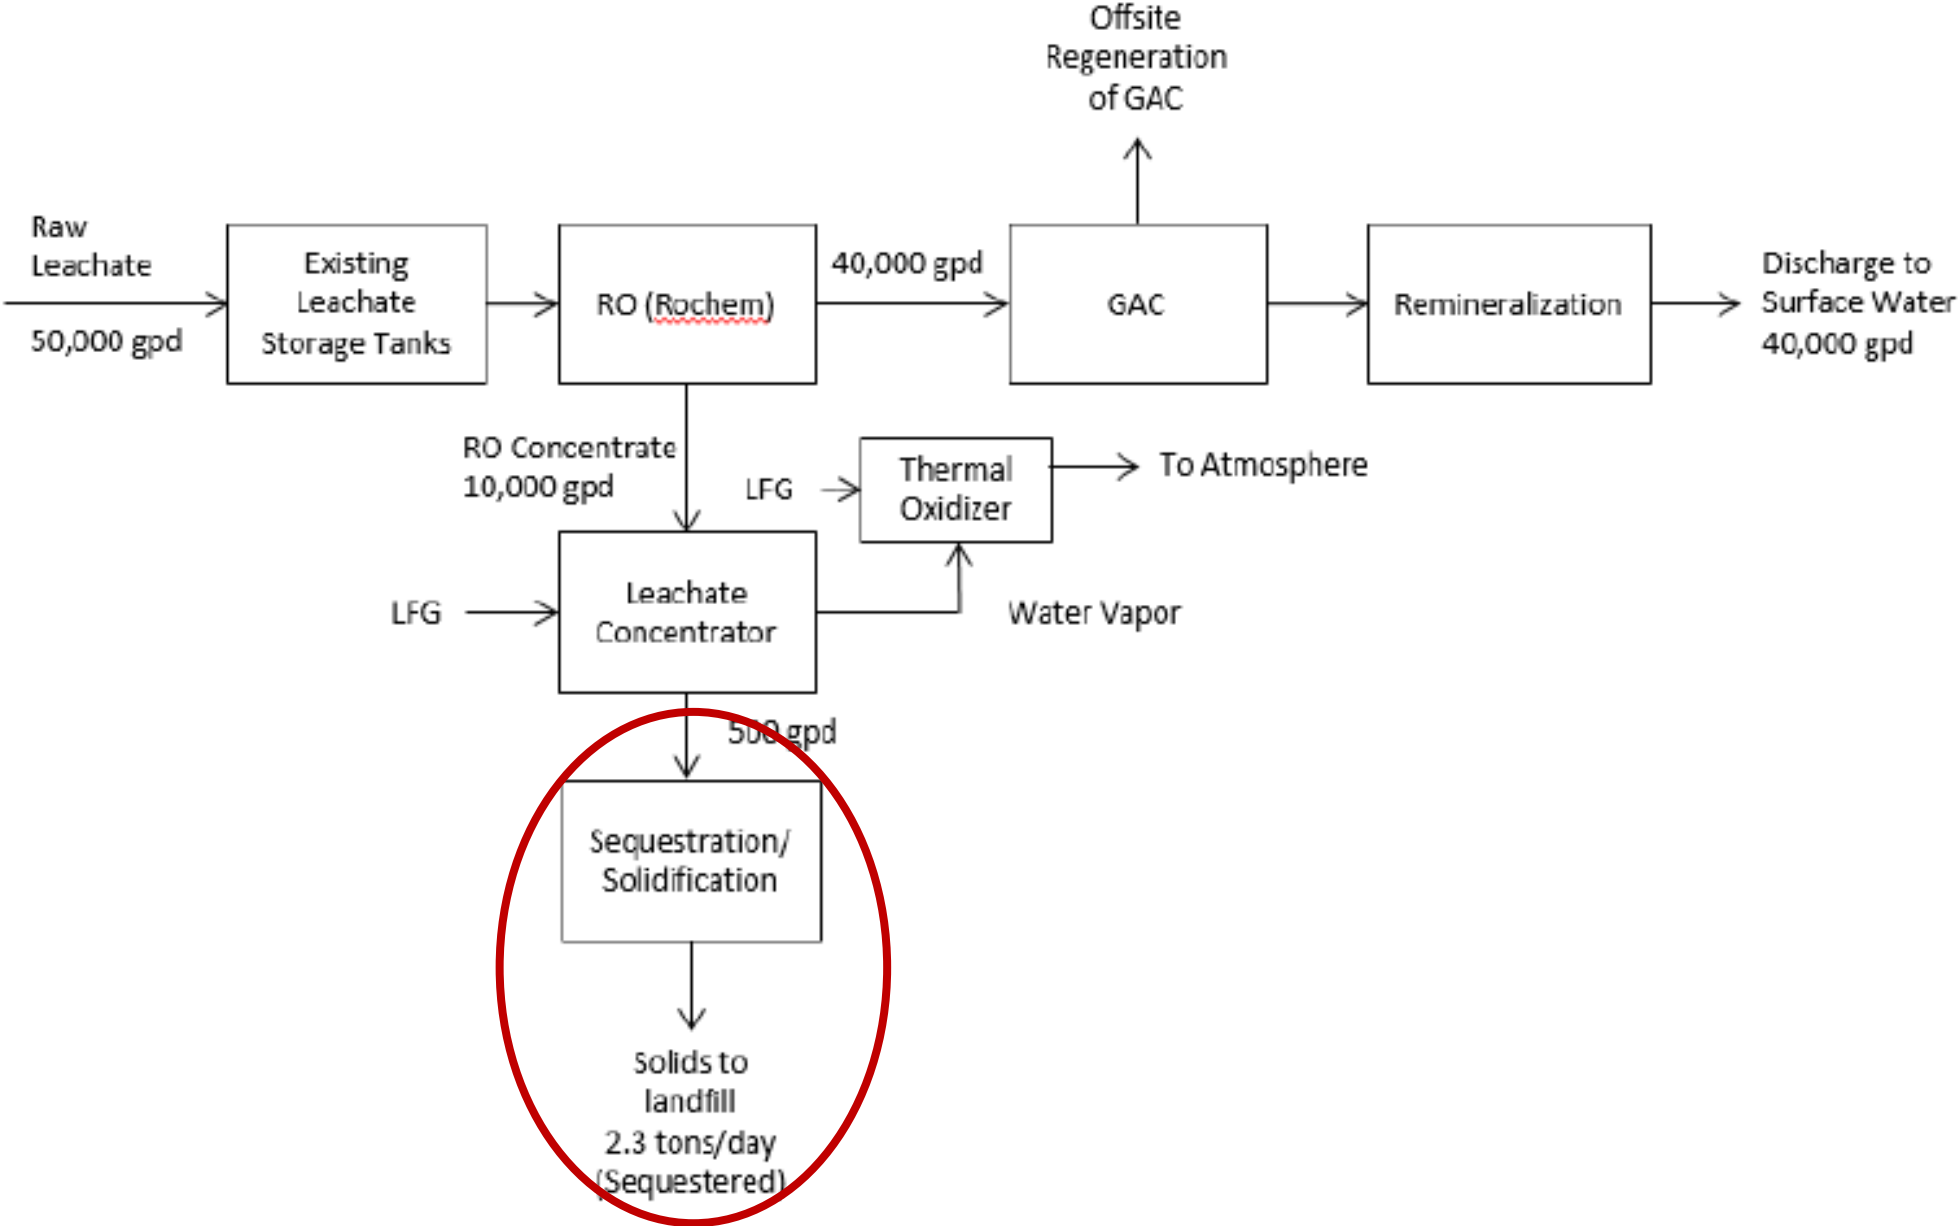 Offsite
Regeneration
of GAC
Raw
Leachate
50,000 gpd
Existing
Leachate
Storage Tanks
RO (Rochem)
40,000 gpd
GAC
Remineralization
Discharge to
Surface Water
40,000 gpd
RO Concentrate
10,000 gpd
LFG
Thermal
Oxidizer
To Atmosphere
LFG
Leachate
Concentrator
Water Vapor
500 gpd
Sequestration/
Solidification
Solids to
landfill
2.3 tons/day
(Sequestered)